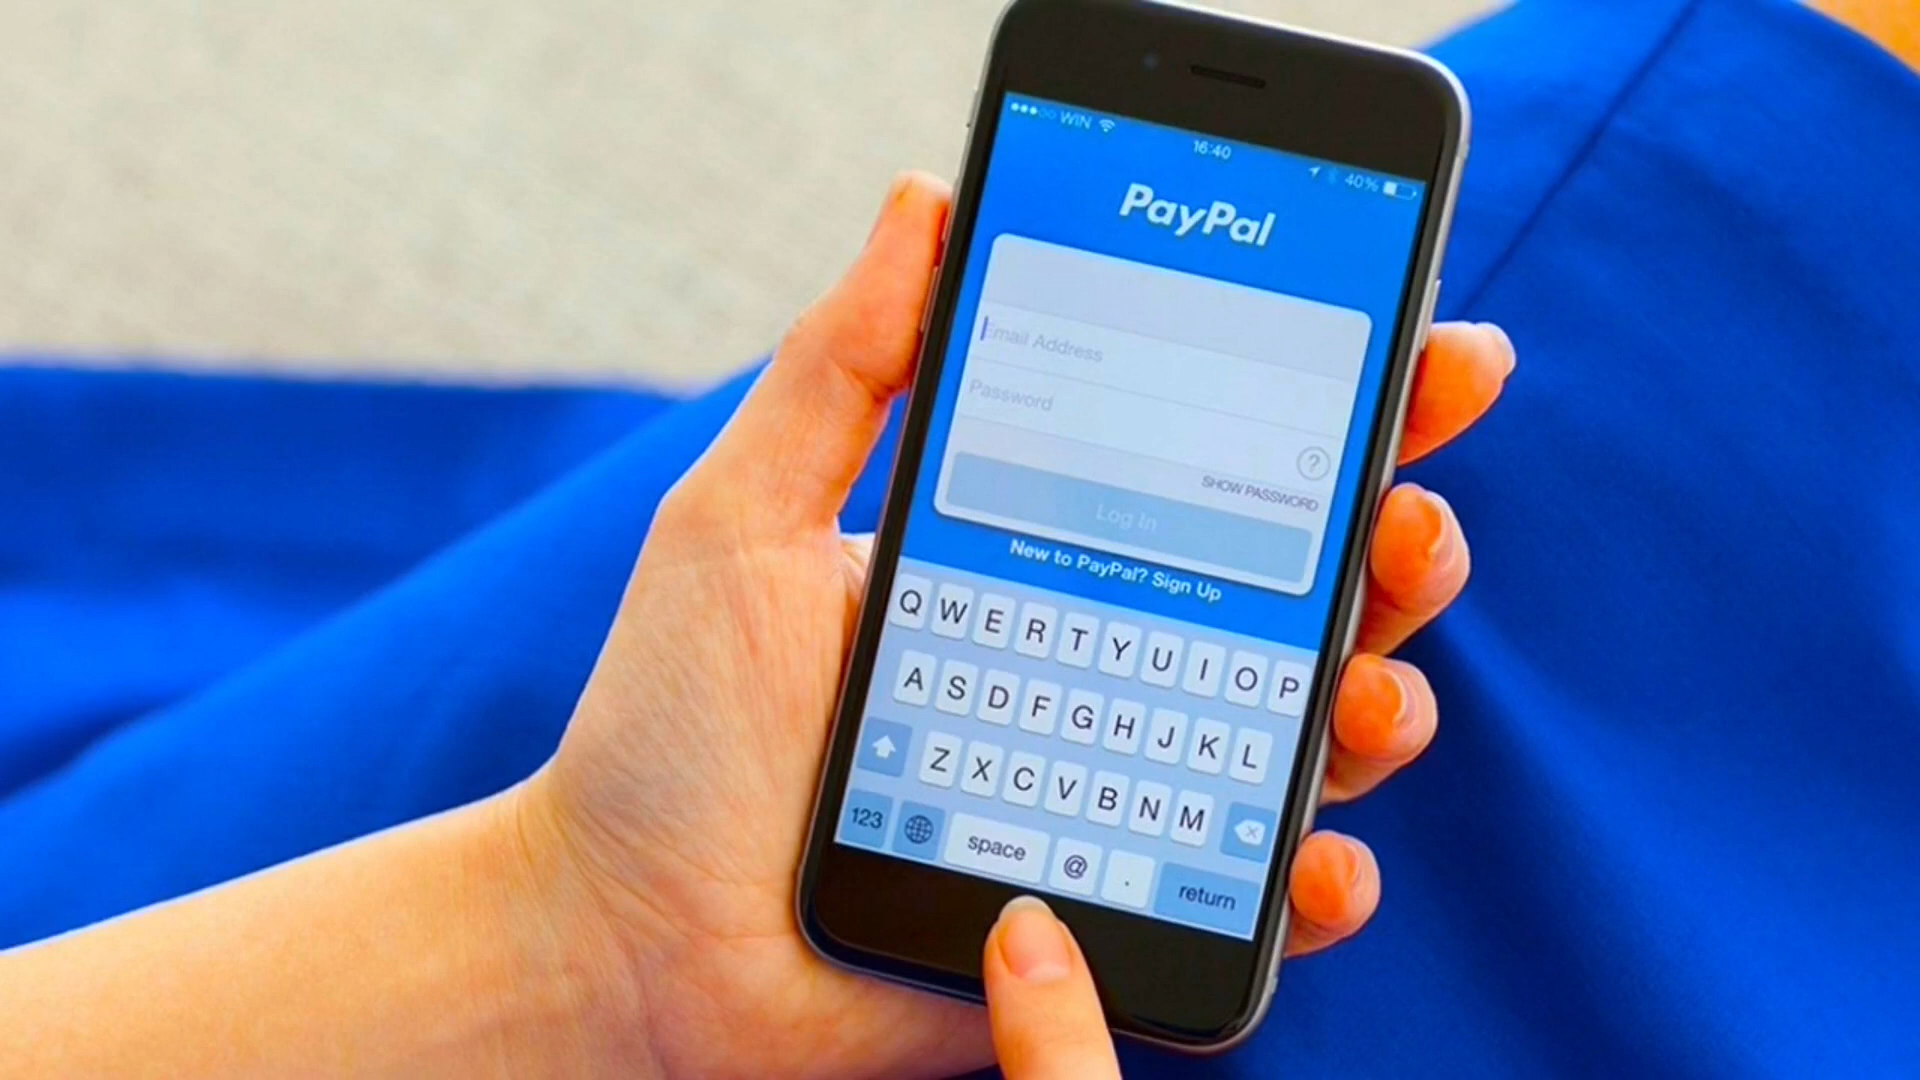 WIN
16:40
40%
PayPal
Email Address
Password
?
SHOW PASSWORD
Log In
New to PayPal? Sign Up
Q W E R T Y U I O P
A S D F G H J K L
Z X C V B N M
123 space @ . return